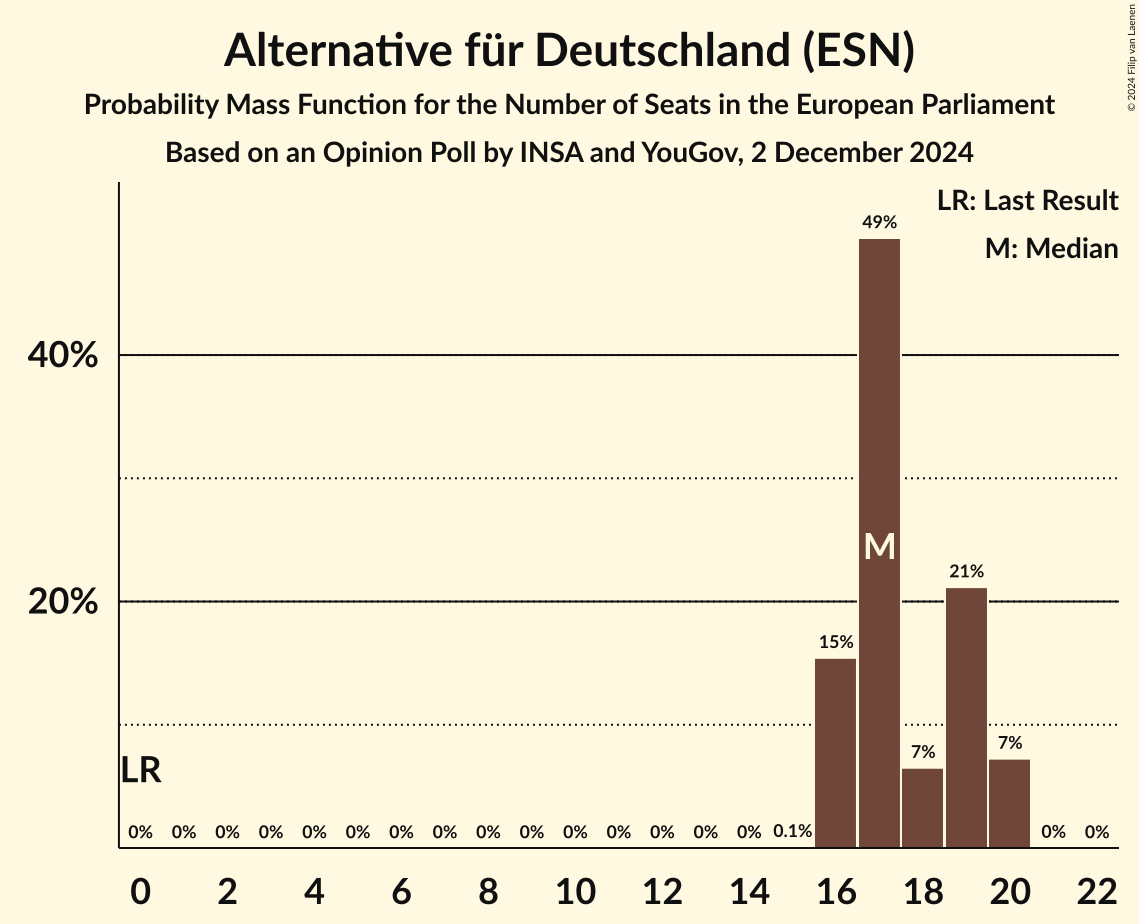 Alternative für Deutschland (ESN)
Probability Mass Function for the Number of Seats in the European Parliament
Based on an Opinion Poll by INSA and YouGov, 2 December 2024
© 2024 Filip van Laenen
LR: Last Result
M: Median
49%
40%
M
21%
20%
15%
7%
7%
LR
0% 0% 0% 0% 0% 0% 0% 0% 0% 0% 0% 0% 0% 0% 0% 0.1% 0% 0%
0 2 4 6 8 10 12 14 16 18 20 22